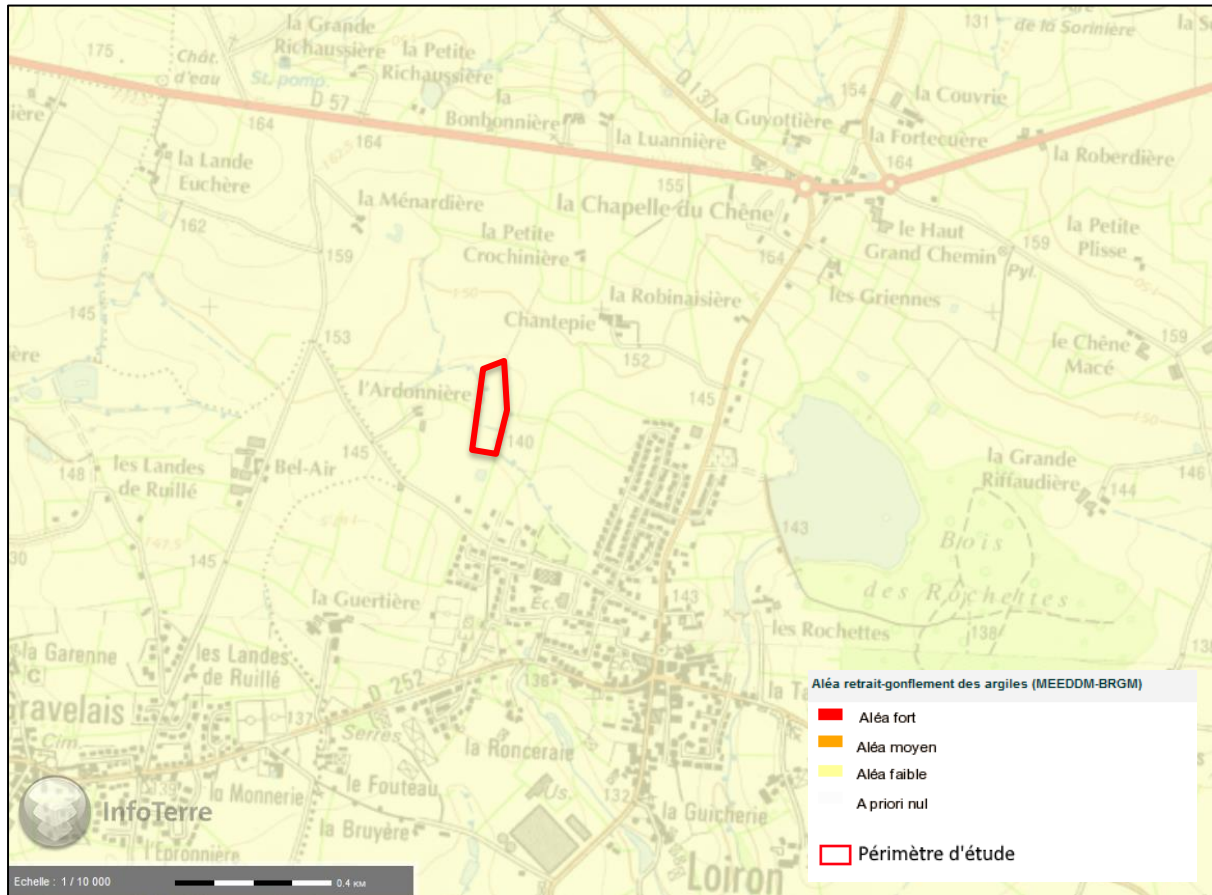 la Grande
Richaussière
la Petite
Richaussière
175
Chât.
d'eau
St. pomp.
D 57
164
164
la
Bonbonnière
la Luannière
D 137
la Guyottière
131
de la Sorinière
154
la Couvrie
la Fortecuère
164
la Roberdière
la Lande
Euchère
162
la Ménardière
159
155
la Chapelle du Chêne
la Petite
Crochinière
164
le Haut
Grand Chemin
159
Pyl.
la Petite
Plisse
les Griennes
la Robinaisière
Chantepie
152
145
153
150
159
le Chêne
Macé
l'Ardonnière
145
145
140
148
les Landes
de Ruillé
Bel-Air
la Grande
Riffaudière
144
146
143
Bois
des Rochettes
138
145
la Guertière
Éc.
143
les Rochettes
la Garenne
les Landes
de Ruillé
D 252
136
Gravelais
137
Serres
la Ronceraie
Cim.
139
la Monnerie
le Fouteau
Us.
132
la Bruyère
la Guicherie
l'Epronnière
Loiron
InfoTerre
Echelle : 1 / 10 000
0.4 KM
Aléa retrait-gonflement des argiles (MEEDDM-BRGM)
Aléa fort
Aléa moyen
Aléa faible
A priori nul
Périmètre d'étude